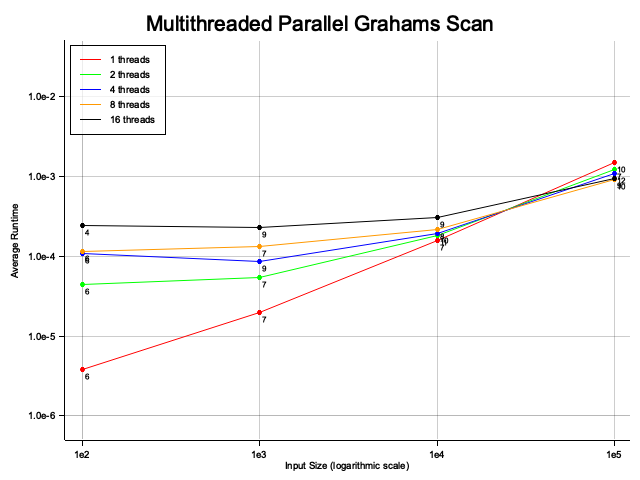 Multithreaded Parallel Grahams Scan
1 threads
2 threads
4 threads
8 threads
16 threads
1.0e-2
1.0e-3
1.0e-4
1.0e-5
1.0e-6
Average Runtime
4
9
9
6
7
9
6
7
6
7
7
10
12
1e2
1e3
1e4
1e5
Input Size (logarithmic scale)